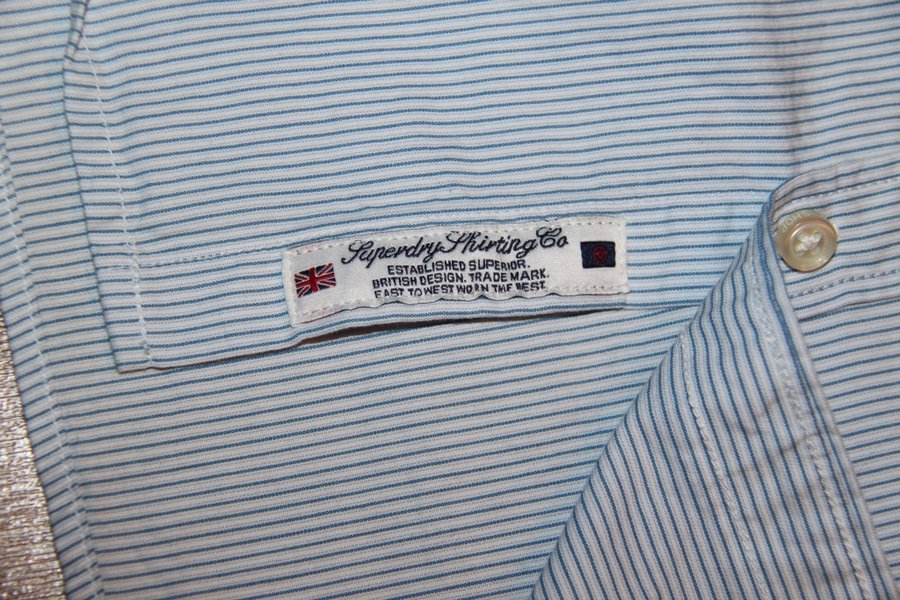 Superdry Shirting Co
ESTABLISHED SUPERIOR.
BRITISH DESIGN. TRADE MARK.
EAST TO WEST WORN THE BEST.